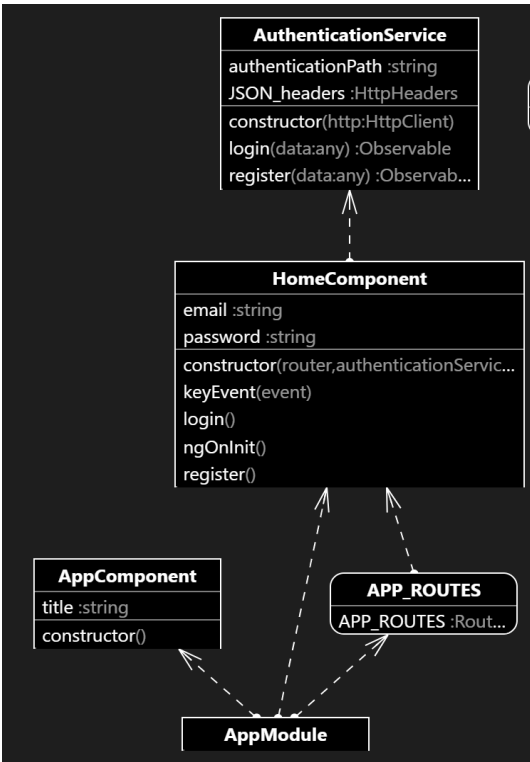 AuthenticationService
authenticationPath :string
JSON_headers :HttpHeaders
constructor(http:HttpClient)
login(data:any) :Observable
register(data:any) :Observab...
HomeComponent
email :string
password :string
constructor(router,authenticationServic...
keyEvent(event)
login()
ngOnInit()
register()
AppComponent
title :string
constructor()
APP_ROUTES
APP_ROUTES :Rout...
AppModule